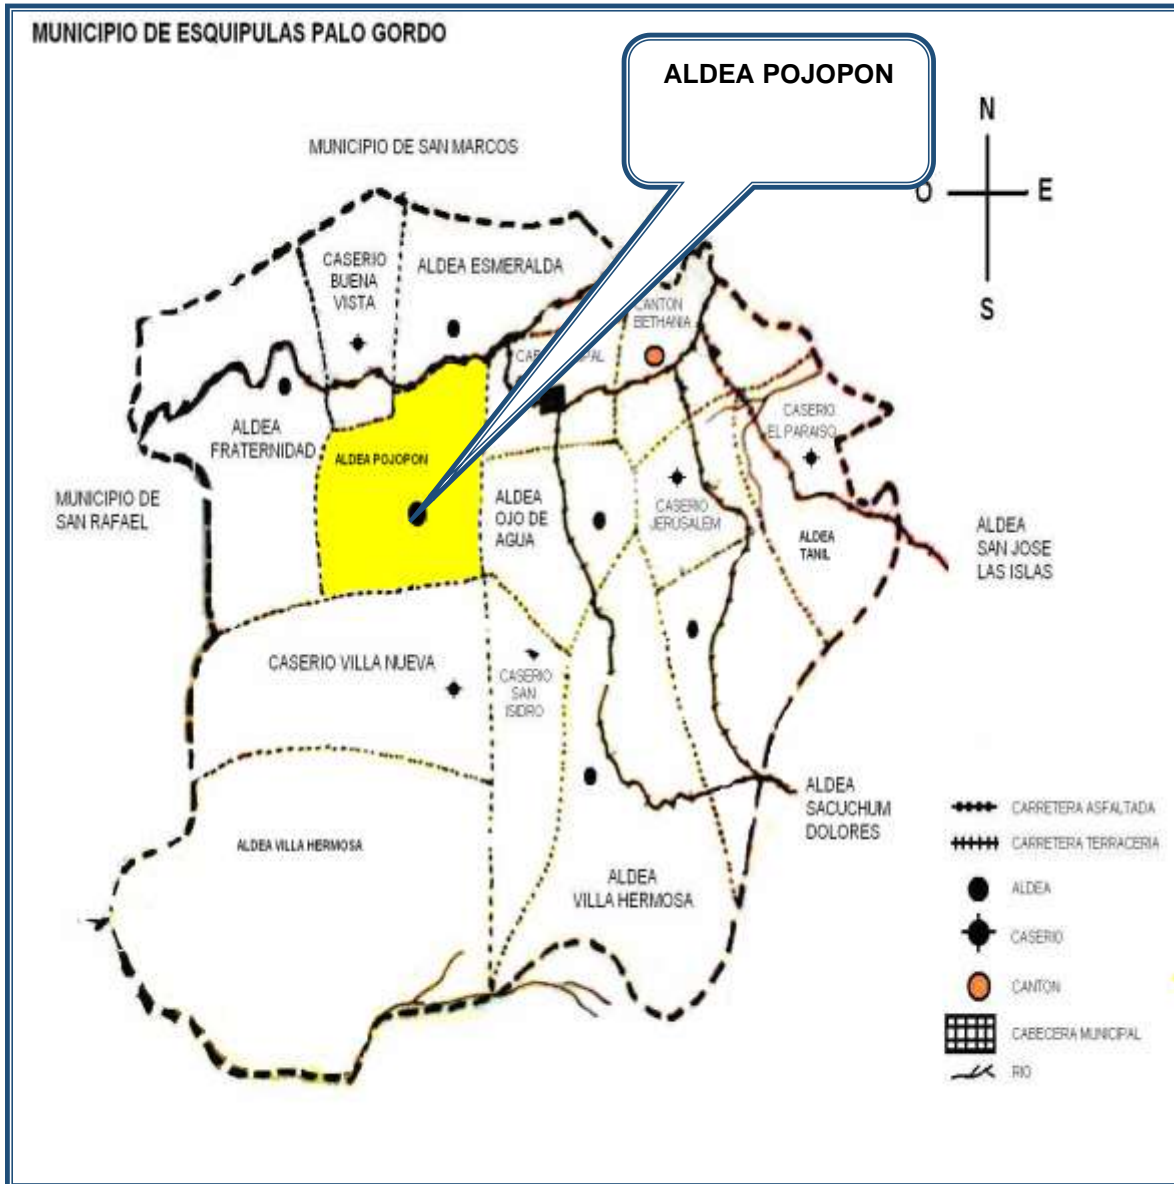 MUNICIPIO DE ESQUIPULAS PALO GORDO
ALDEA POJOPON
N
O
E
S
MUNICIPIO DE SAN MARCOS
CASERIO
BUENA
VISTA
ALDEA ESMERALDA
CANTON
BETHANIA
CASERIO
EL PARAISO
ALDEA
FRATERNIDAD
ALDEA POJOPON
MUNICIPIO DE
SAN RAFAEL
ALDEA
OJO DE
AGUA
CASERIO
JERUSALEM
ALDEA
TANIL
ALDEA
SAN JOSE
LAS ISLAS
CASERIO VILLA NUEVA
CASERIO
SAN
ISIDRO
ALDEA
SACUCHUM
DOLORES
ALDEA VILLA HERMOSA
ALDEA
VILLA HERMOSA
CARRETERA ASFALTADA
CARRETERA TERRACERIA
ALDEA
CASERIO
CANTON
CABECERA MUNICIPAL
RIO